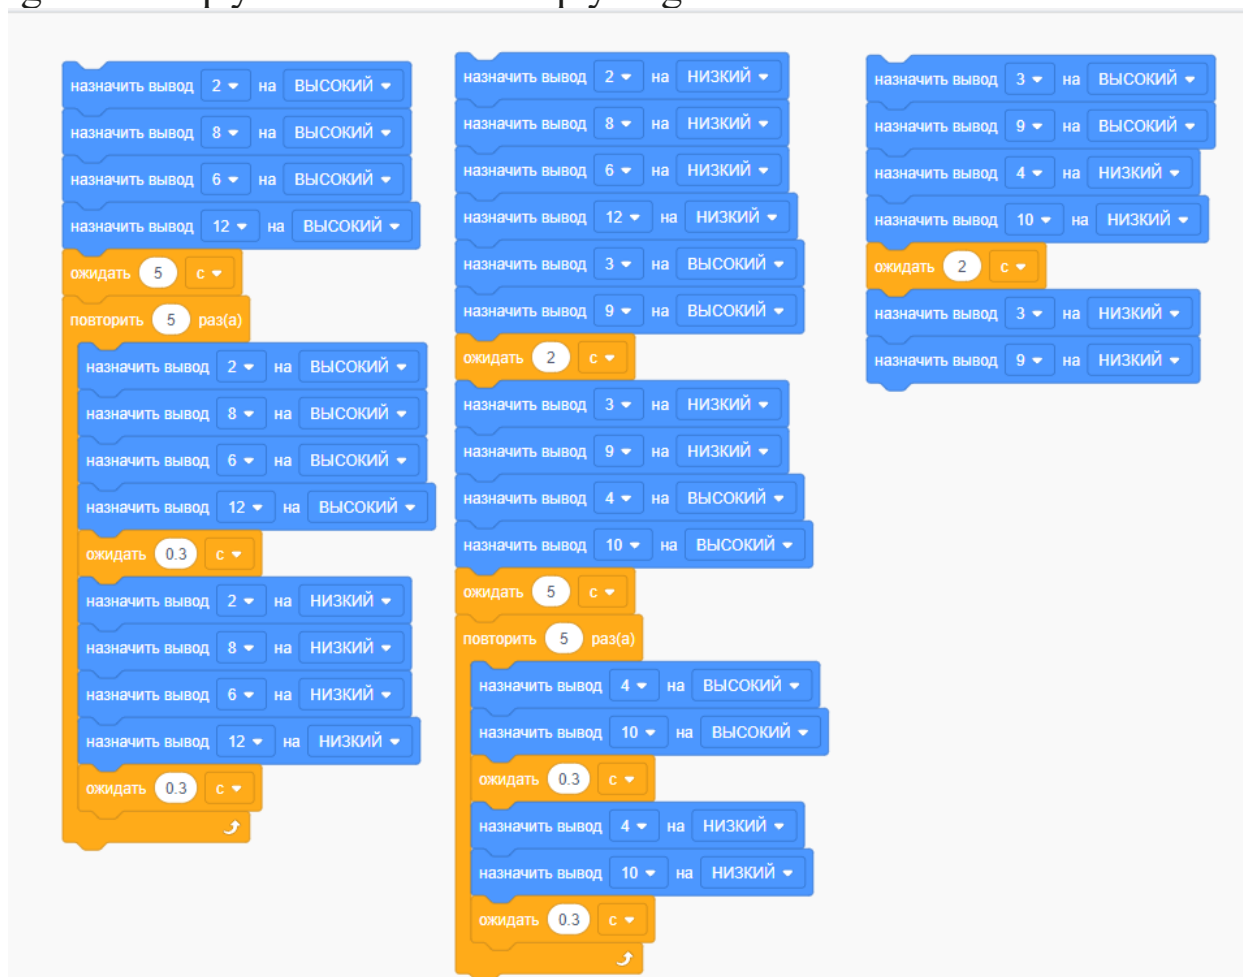 назначить вывод 2 на ВЫСОКИЙ
назначить вывод 8 на ВЫСОКИЙ
назначить вывод 6 на ВЫСОКИЙ
назначить вывод 12 на ВЫСОКИЙ
ожидать 5 с
повторить 5 раз(а)
назначить вывод 2 на ВЫСОКИЙ
назначить вывод 8 на ВЫСОКИЙ
назначить вывод 6 на ВЫСОКИЙ
назначить вывод 12 на ВЫСОКИЙ
ожидать 0.3 с
назначить вывод 2 на НИЗКИЙ
назначить вывод 8 на НИЗКИЙ
назначить вывод 6 на НИЗКИЙ
назначить вывод 12 на НИЗКИЙ
ожидать 0.3 с
назначить вывод 2 на НИЗКИЙ
назначить вывод 8 на НИЗКИЙ
назначить вывод 6 на НИЗКИЙ
назначить вывод 12 на НИЗКИЙ
назначить вывод 3 на ВЫСОКИЙ
назначить вывод 9 на ВЫСОКИЙ
ожидать 2 с
назначить вывод 3 на НИЗКИЙ
назначить вывод 9 на НИЗКИЙ
назначить вывод 4 на ВЫСОКИЙ
назначить вывод 10 на ВЫСОКИЙ
ожидать 5 с
повторить 5 раз(а)
назначить вывод 4 на ВЫСОКИЙ
назначить вывод 10 на ВЫСОКИЙ
ожидать 0.3 с
назначить вывод 4 на НИЗКИЙ
назначить вывод 10 на НИЗКИЙ
ожидать 0.3 с
назначить вывод 3 на ВЫСОКИЙ
назначить вывод 9 на ВЫСОКИЙ
назначить вывод 4 на НИЗКИЙ
назначить вывод 10 на НИЗКИЙ
ожидать 2 с
назначить вывод 3 на НИЗКИЙ
назначить вывод 9 на НИЗКИЙ